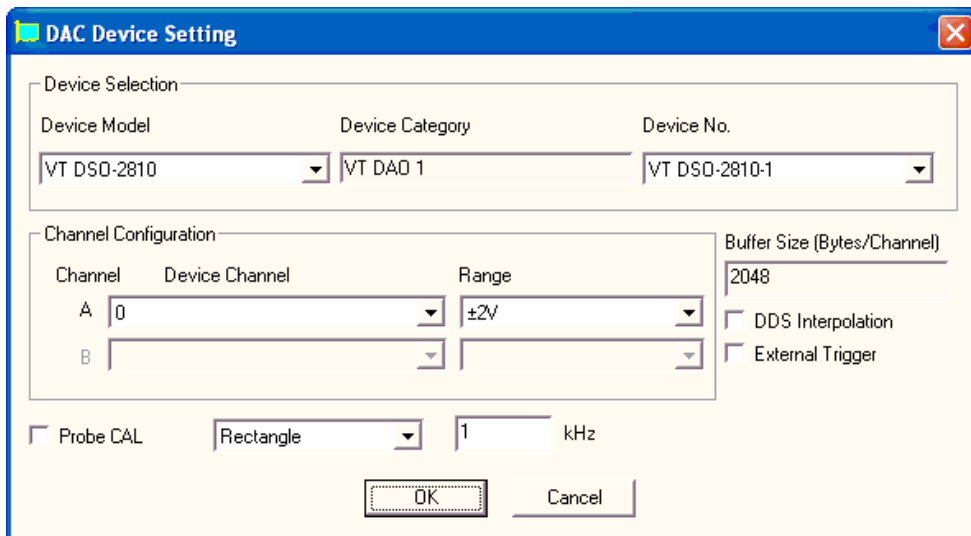 DAC Device Setting
Device Selection
Device Model Device Category Device No.
VT DSO-2810 VT DAO 1 VT DSO-2810-1
Channel Configuration
Buffer Size (Bytes/Channel)
Channel Device Channel Range
2048
A 0 ±2V
DDS Interpolation
B
External Trigger
Probe CAL Rectangle 1 kHz
OK Cancel